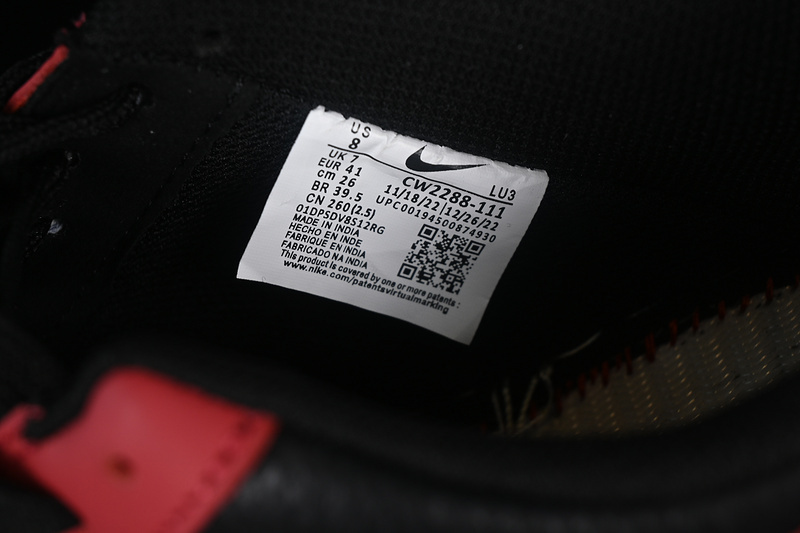 US
8
UK 7
EUR 41
cm 26
BR 39.5
CN 260(2.5)
LU3
CW2288-111
11/18/22 12/26/22
UPC00194500874930
01DPSDV8S12RG
MADE IN INDIA
HECHO EN INDE
FABRIQUE EN INDIA
FABRICADO NA INDIA
This product is covered by one or more patents :
www.nike.com/patentsvirtualmarking